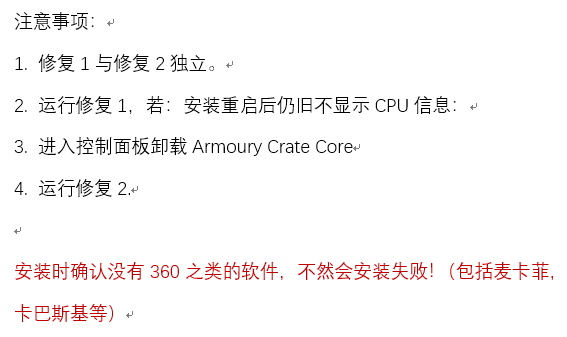 注意事项：
1. 修复 1 与修复 2 独立。
2. 运行修复 1，若：安装重启后仍旧不显示 CPU 信息：
3. 进入控制面板卸载 Armoury Crate Core
4. 运行修复 2.
安装时确认没有 360 之类的软件，不然会安装失败！（包括麦卡菲，
卡巴斯基等）